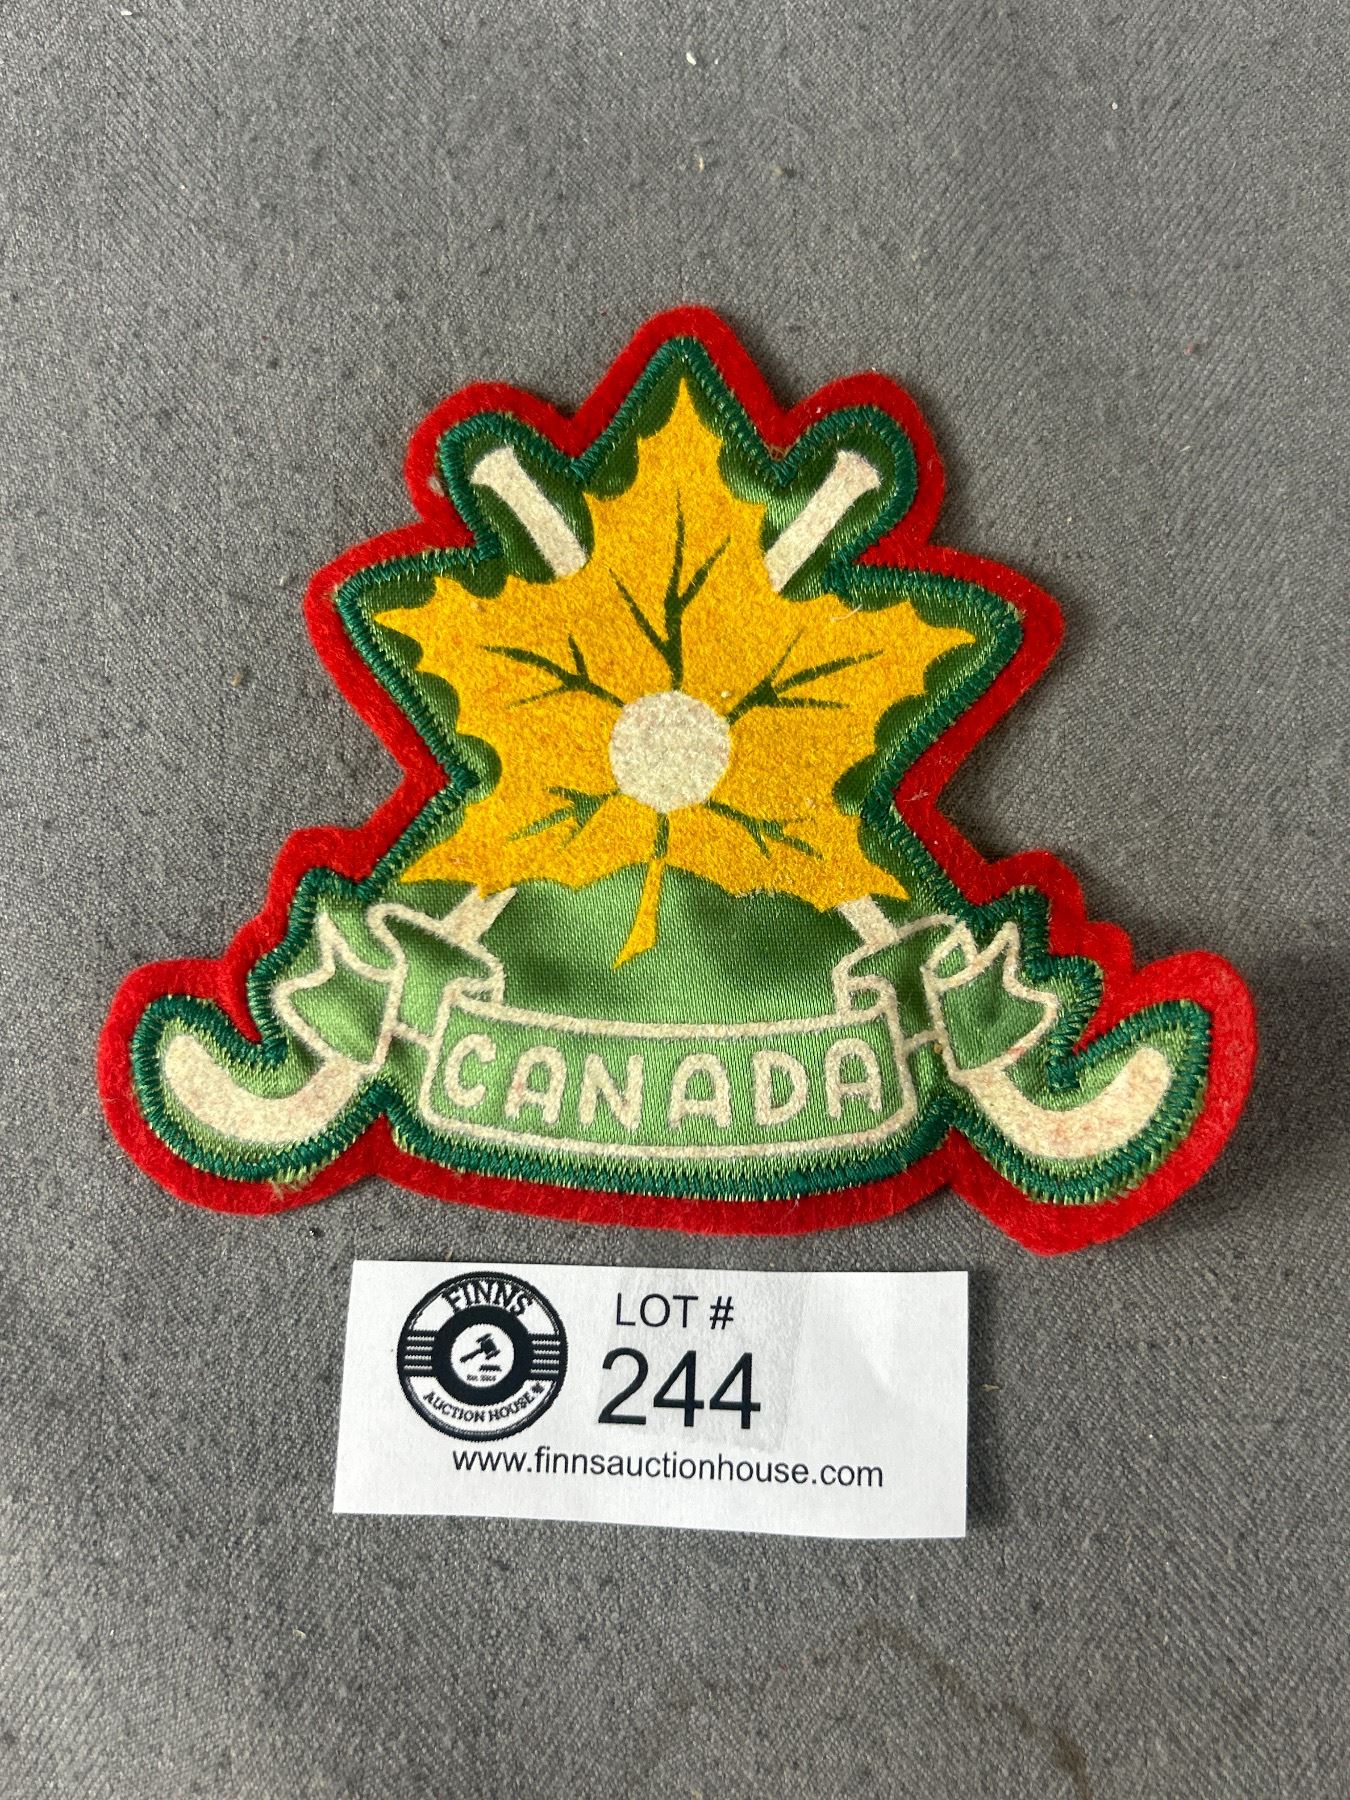 CANADA
FINNS
AUCTION HOUSE
LOT #
244
www.finnsauctionhouse.com